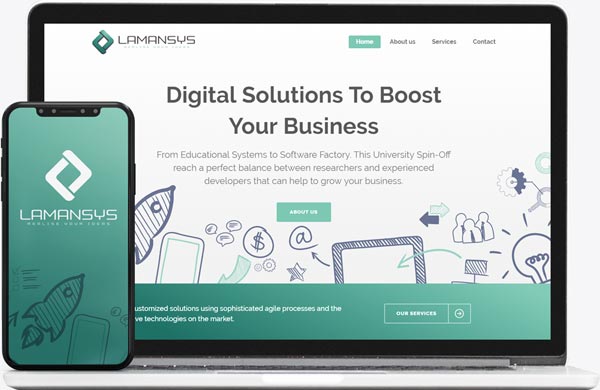 LAMANSYS
Home About us Services Contact
Digital Solutions To Boost
Your Business
From Educational Systems to Software Factory. This University Spin-Off
reach a perfect balance between researchers and experienced
developers that can help to grow your business.
ABOUT US
ustomized solutions using sophisticated agile processes and the
ve technologies on the market.
OUR SERVICES
LAMANSYS
REALIZE YOUR IDEAS